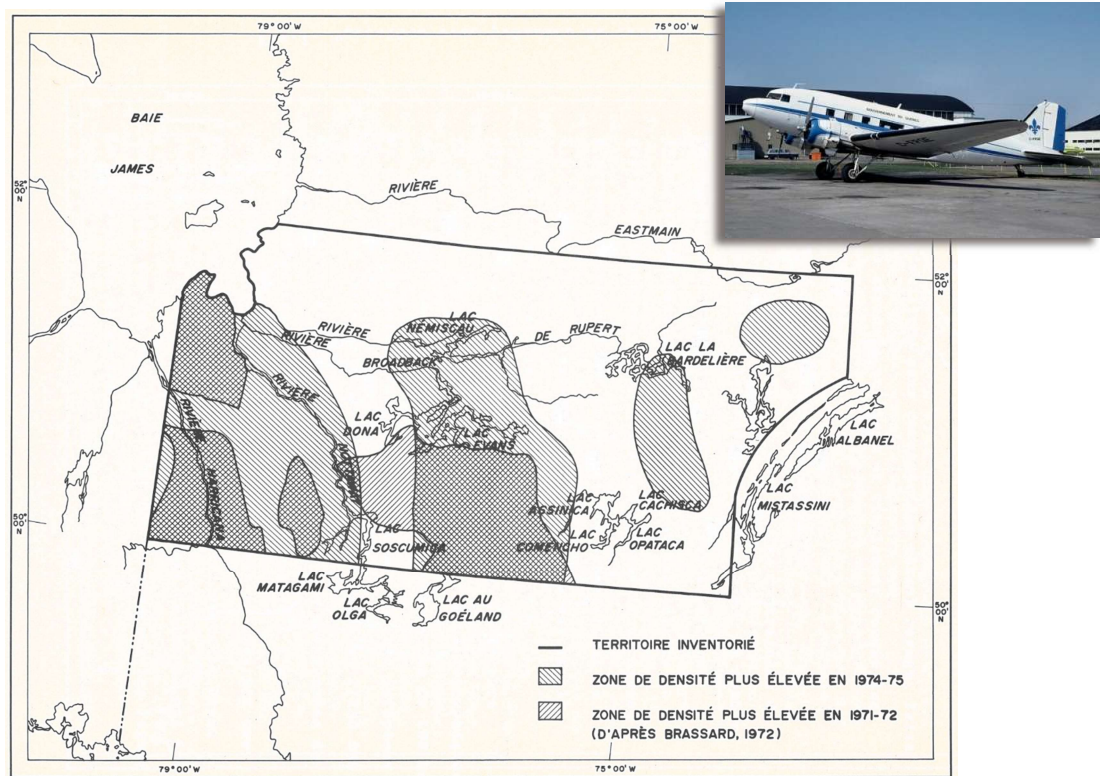 79°00'W
75°00'W
BAIE
JAMES
52°
00'
N
RIVIÈRE
EASTMAIN
52°
00'
N
LAC
NÉMISCAU
RIVIÈRE
DE RUPERT
RIVIÈRE
BROADBACK
LAC LA
BARDELIÈRE
RIVIÈRE
LAC
DONA
LAC
EVANS
RIVIÈRE
HARRICANA
NOTTAWAY
LAC
ALBANEL
LAC
MISTASSINI
LAC
ASSINICA
LAC
CACHISCA
LAC
COMENCHO
LAC
OPATACA
LAC
SOSCUMICA
50°
00'
N
LAC
MATAGAMI
LAC
OLGA
LAC AU
GOÉLAND
50°
00'
N
TERRITOIRE INVENTORIÉ
ZONE DE DENSITÉ PLUS ÉLEVÉE EN 1974-75
ZONE DE DENSITÉ PLUS ÉLEVÉE EN 1971-72
(D'APRÈS BRASSARD, 1972)
79°00'W
75°00'W